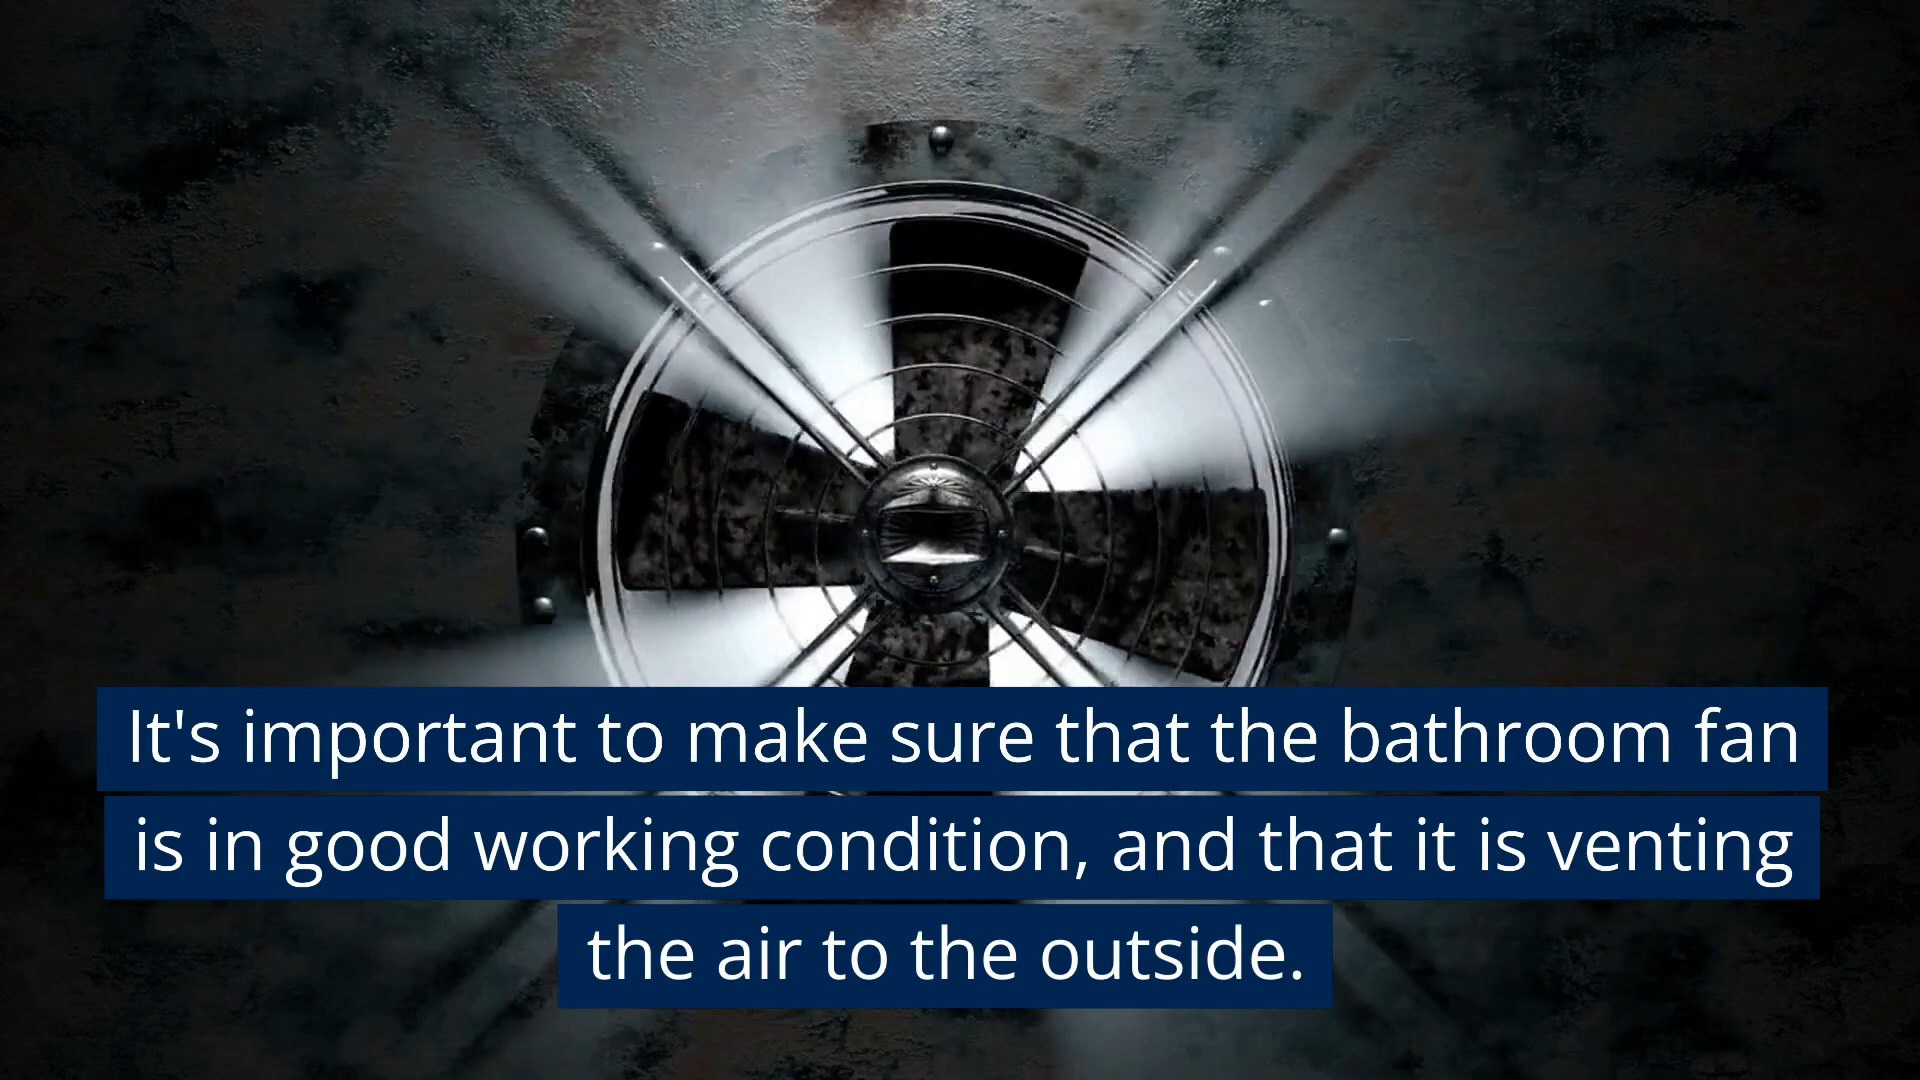 It's important to make sure that the bathroom fan
is in good working condition, and that it is venting
the air to the outside.